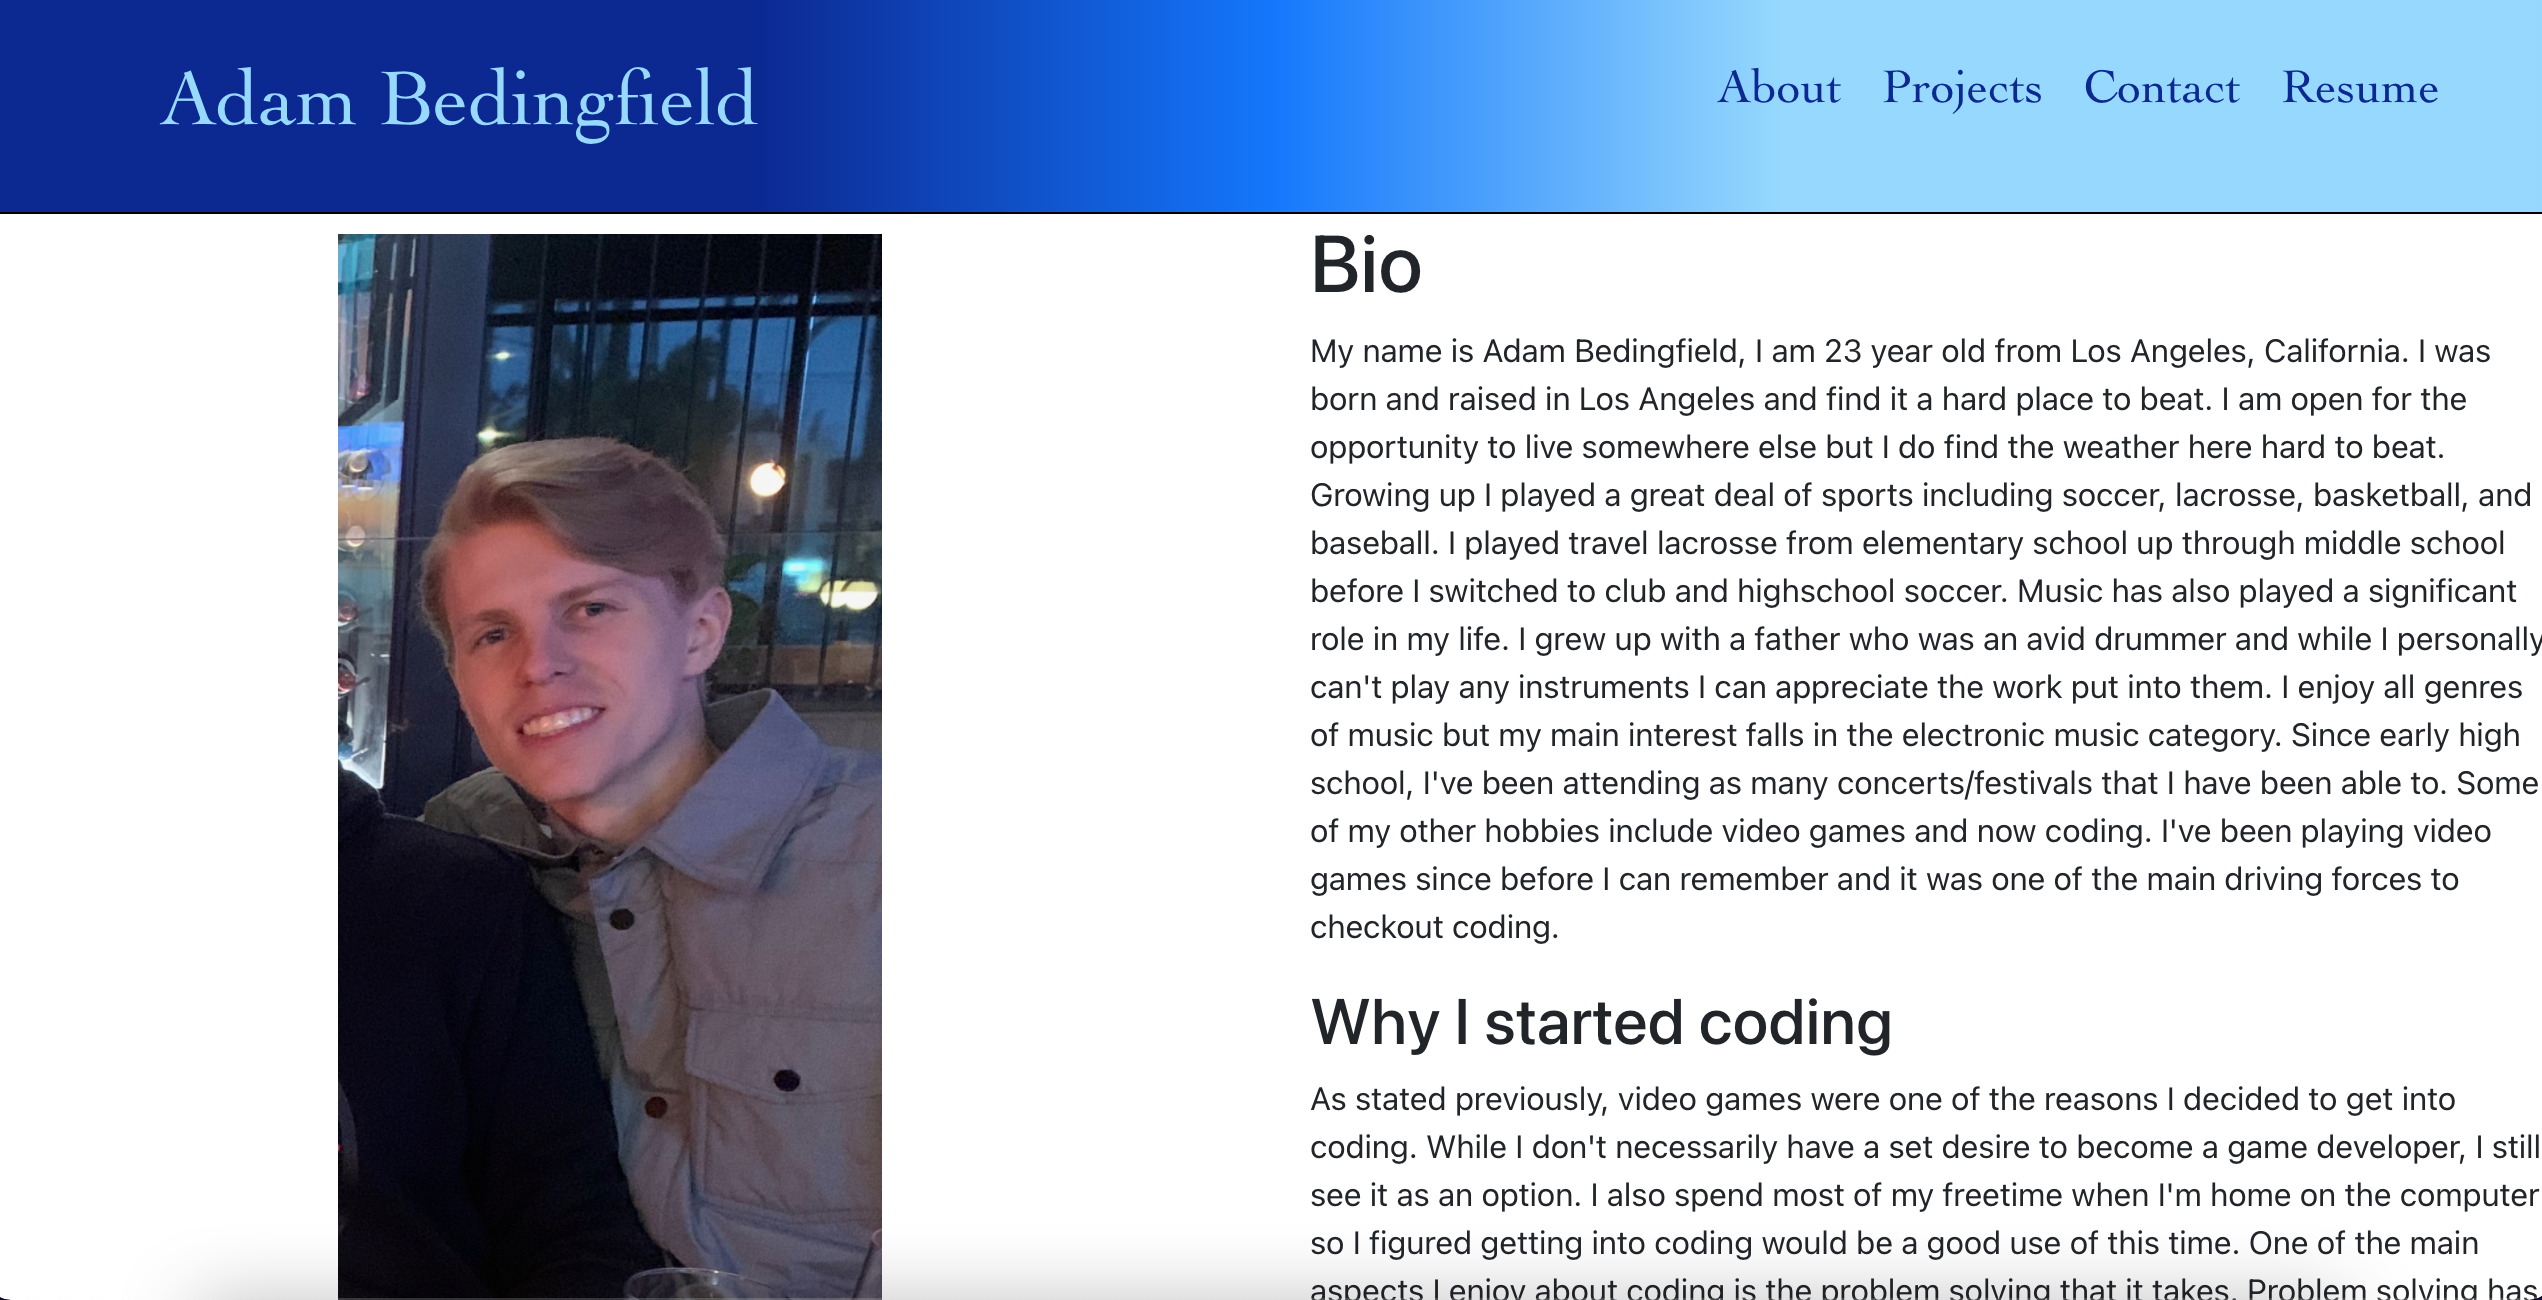 Adam Bedingfield
About Projects Contact Resume
Bio
My name is Adam Bedingfield, I am 23 year old from Los Angeles, California. I was
born and raised in Los Angeles and find it a hard place to beat. I am open for the
opportunity to live somewhere else but I do find the weather here hard to beat.
Growing up I played a great deal of sports including soccer, lacrosse, basketball, and
baseball. I played travel lacrosse from elementary school up through middle school
before I switched to club and highschool soccer. Music has also played a significant
role in my life. I grew up with a father who was an avid drummer and while I personally
can't play any instruments I can appreciate the work put into them. I enjoy all genres
of music but my main interest falls in the electronic music category. Since early high
school, I've been attending as many concerts/festivals that I have been able to. Some
of my other hobbies include video games and now coding. I've been playing video
games since before I can remember and it was one of the main driving forces to
checkout coding.
Why I started coding
As stated previously, video games were one of the reasons I decided to get into
coding. While I don't necessarily have a set desire to become a game developer, I still
see it as an option. I also spend most of my freetime when I'm home on the computer
so I figured getting into coding would be a good use of this time. One of the main
aspects I enjoy about coding is the problem solving that it takes. Problem solving has